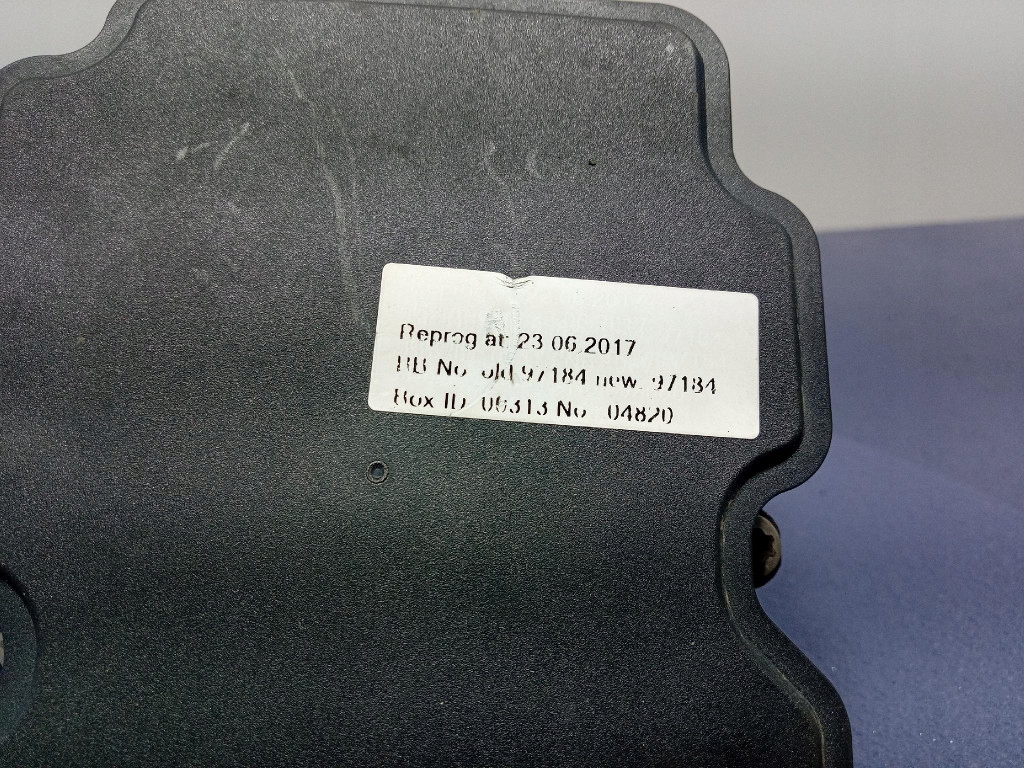 Reprog at: 23.06.2017
BB No. old 97184 new. 97184
Box ID. 06313 No. 04820